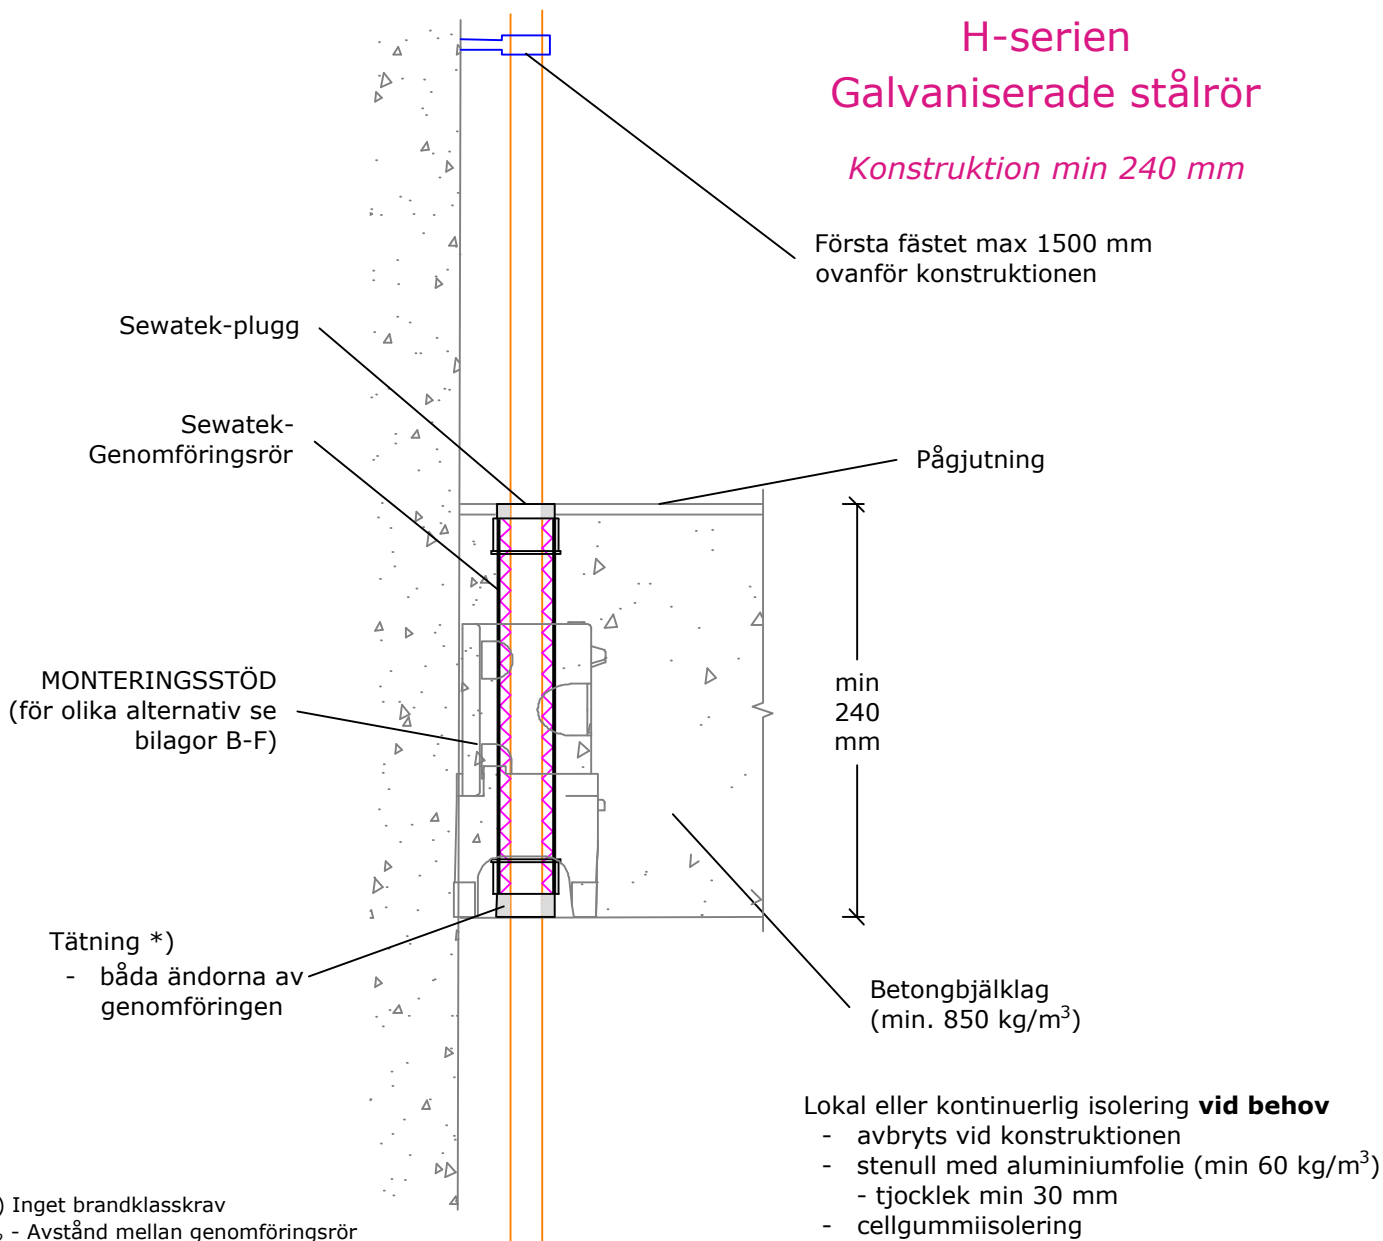 H-serien
Galvaniserade stålrör
Konstruktion min 240 mm
Första fästet max 1500 mm
ovanför konstruktionen
Sewatek-plugg
Sewatek-
Genomföringsrör
Pågjutning
MONTERINGSSTÖD
(för olika alternativ se
bilagor B-F)
min
240
mm
Tätning *)
- båda ändorna av
genomföringen
Betongbjälklag
(min. 850 kg/m³)
Lokal eller kontinuerlig isolering vid behov
- avbryts vid konstruktionen
- stenull med aluminiumfolie (min 60 kg/m³)
- tjocklek min 30 mm
- cellgummiisolering
) Inget brandklasskrav
- Avstånd mellan genomföringsrör